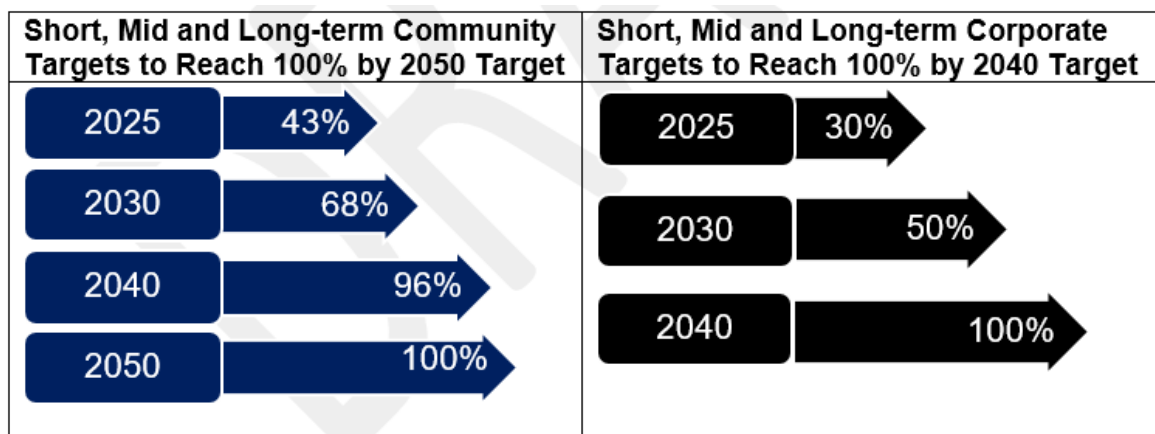 Short, Mid and Long-term Community
Targets to Reach 100% by 2050 Target
2025 43%
2030 68%
2040 96%
2050 100%
Short, Mid and Long-term Corporate
Targets to Reach 100% by 2040 Target
2025 30%
2030 50%
2040 100%